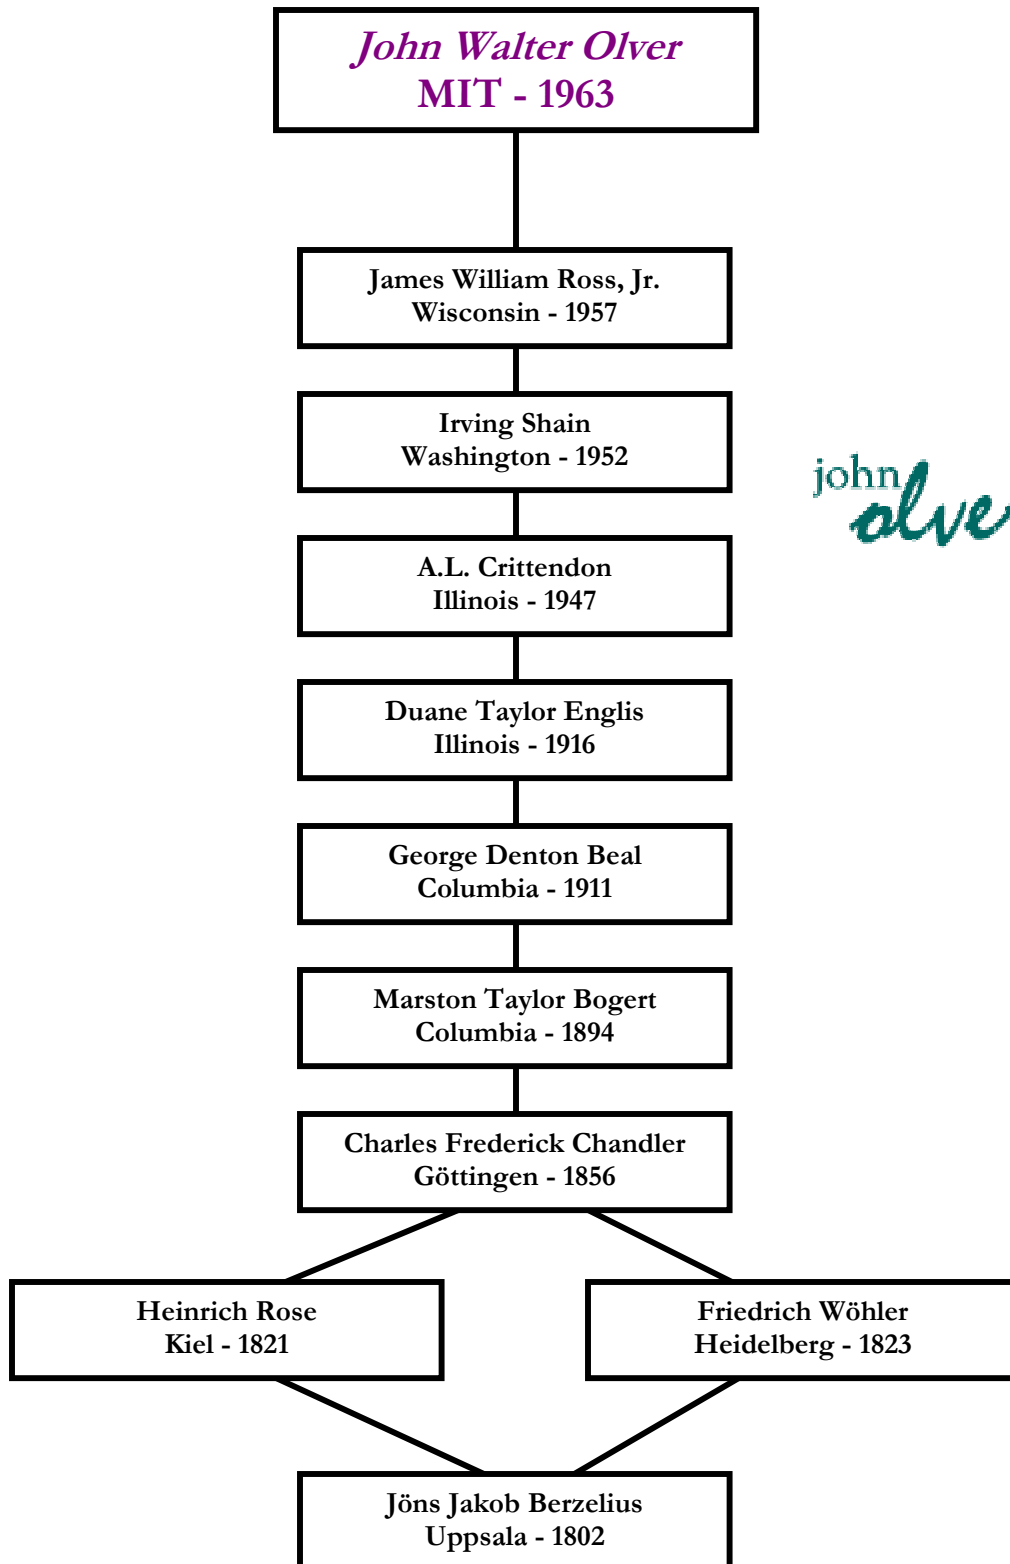 John Walter Olver
MIT - 1963
James William Ross, Jr.
Wisconsin - 1957
Irving Shain
Washington - 1952
john
olve
A.L. Crittendon
Illinois - 1947
Duane Taylor Englis
Illinois - 1916
George Denton Beal
Columbia - 1911
Marston Taylor Bogert
Columbia - 1894
Charles Frederick Chandler
Göttingen - 1856
Heinrich Rose
Kiel - 1821
Friedrich Wöhler
Heidelberg - 1823
Jöns Jakob Berzelius
Uppsala - 1802